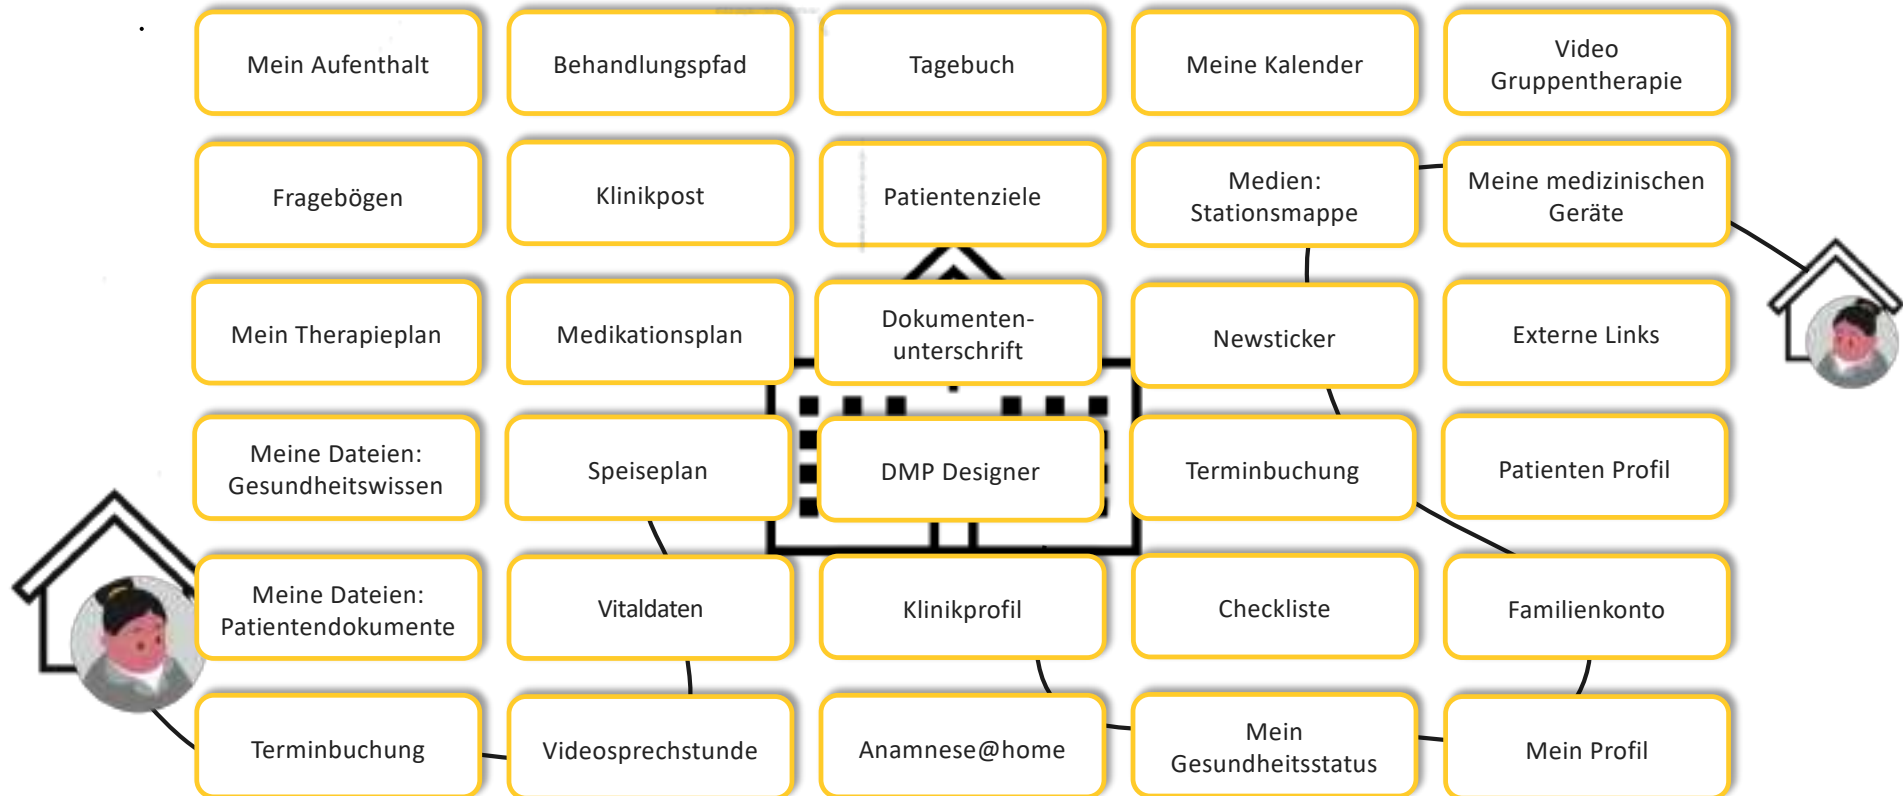 Mein Aufenthalt
Behandlungspfad
Tagebuch
Meine Kalender
Video
Gruppentherapie
Fragebögen
Klinikpost
Patientenziele
Medien:
Stationsmappe
Meine medizinischen
Geräte
Mein Therapieplan
Medikationsplan
Dokumenten-
unterschrift
Newsticker
Externe Links
Meine Dateien:
Gesundheitswissen
Speiseplan
DMP Designer
Terminbuchung
Patienten Profil
Meine Dateien:
Patientendokumente
Vitaldaten
Klinikprofil
Checkliste
Familienkonto
Terminbuchung
Videosprechstunde
Anamnese@home
Mein
Gesundheitsstatus
Mein Profil